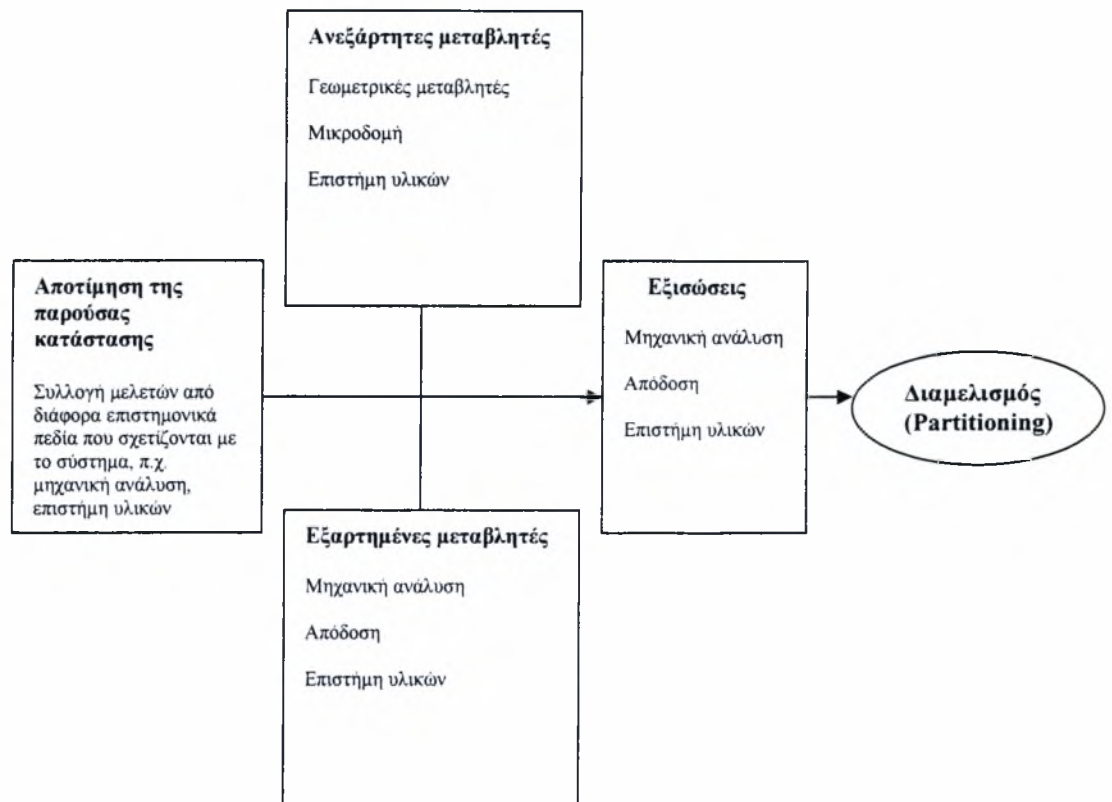 Ανεξάρτητες μεταβλητές
Γεωμετρικές μεταβλητές
Μικροδομή
Επιστήμη υλικών
Αποτίμηση της
παρούσας
κατάστασης
Συλλογή μελετών από
διάφορα επιστημονικά
πεδία που σχετίζονται με
το σύστημα, π.χ.
μηχανική ανάλυση,
επιστήμη υλικών
Εξισώσεις
Μηχανική ανάλυση
Απόδοση
Επιστήμη υλικών
Διαμελισμός
(Partitioning)
Εξαρτημένες μεταβλητές
Μηχανική ανάλυση
Απόδοση
Επιστήμη υλικών